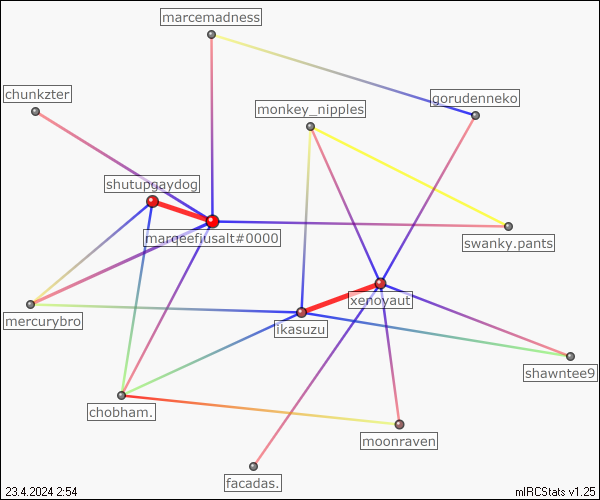 marcemadness
chunkzter
monkey_nipples
gorudenneko
shutupgaydog
marqeefiusalt#0000
swanky.pants
xenoyaut
mercurybro
ikasuzu
shawntee9
chobham.
moonraven
facadas.
23.4.2024 2:54
mIRCStats v1.25